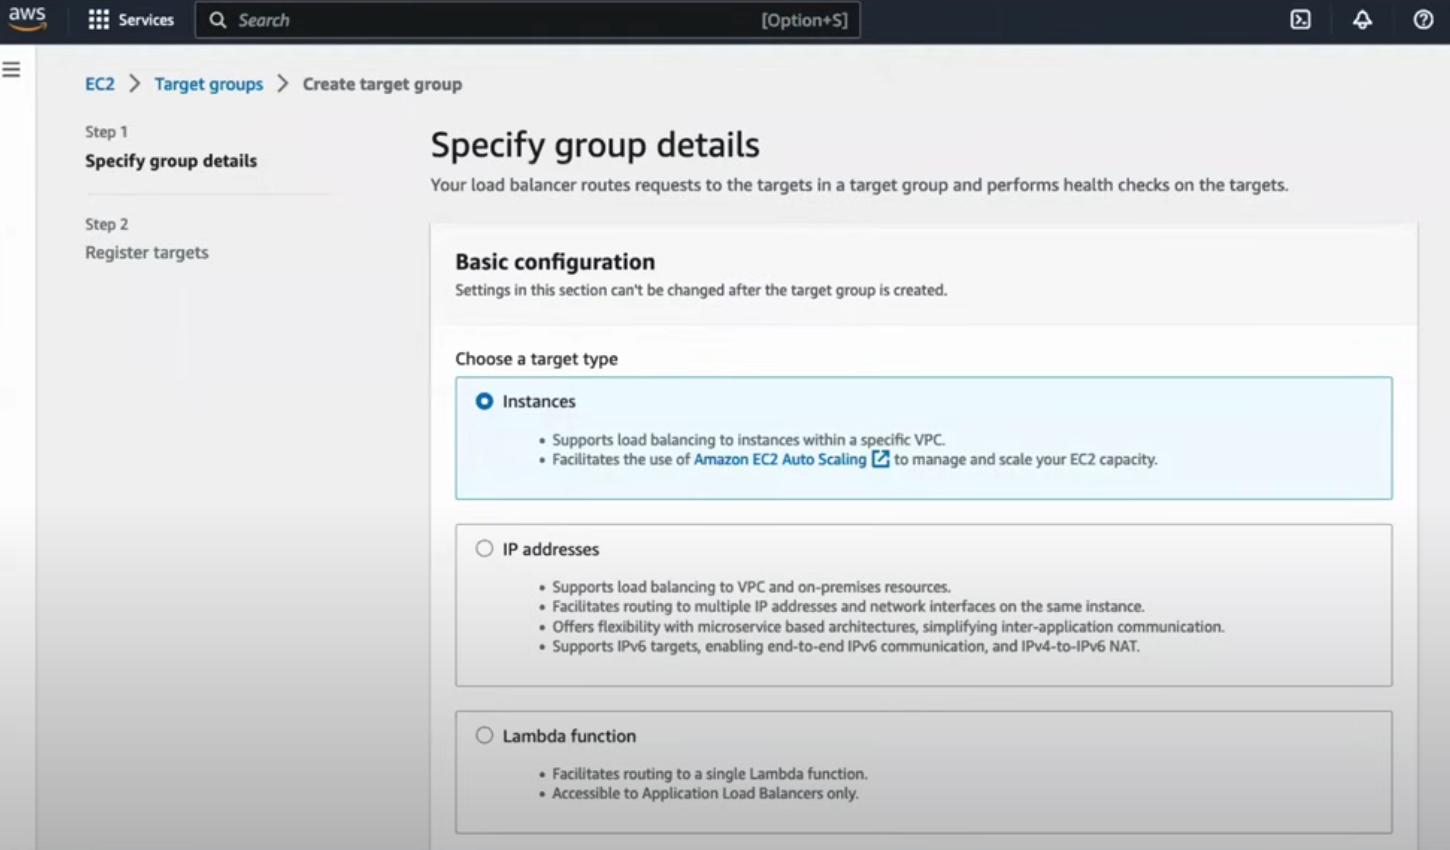 aws
Services
Search
[Option+S]
EC2 > Target groups > Create target group
Step 1
Specify group details
Step 2
Register targets
Specify group details
Your load balancer routes requests to the targets in a target group and performs health checks on the targets.
Basic configuration
Settings in this section can't be changed after the target group is created.
Choose a target type
Instances
• Supports load balancing to instances within a specific VPC.
• Facilitates the use of Amazon EC2 Auto Scaling to manage and scale your EC2 capacity.
IP addresses
• Supports load balancing to VPC and on-premises resources.
• Facilitates routing to multiple IP addresses and network interfaces on the same instance.
• Offers flexibility with microservice based architectures, simplifying inter-application communication.
• Supports IPv6 targets, enabling end-to-end IPv6 communication, and IPv4-to-IPv6 NAT.
Lambda function
• Facilitates routing to a single Lambda function.
• Accessible to Application Load Balancers only.